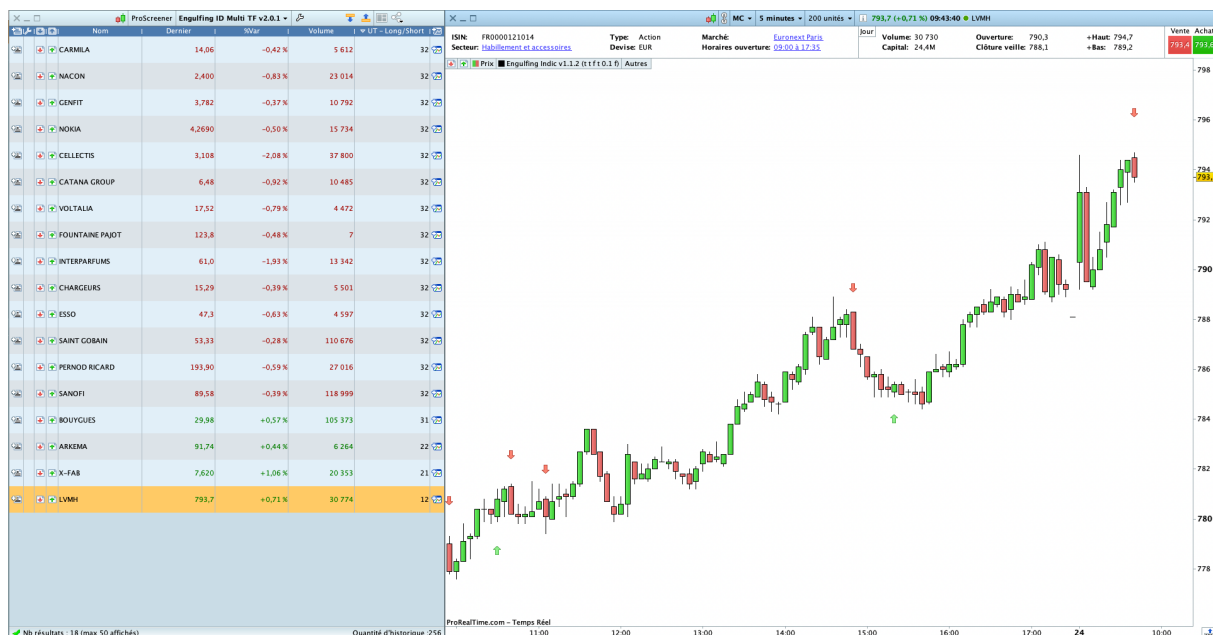 ProScreener Engulfing ID Multi TF v2.0.1
Nom Dernier %Var Volume UT - Long/Short
CARMILA 14,06 -0,42 % 5 612 32
NACON 2,400 -0,83 % 23 014 32
GENFIT 3,782 -0,37 % 10 792 32
NOKIA 4,2690 -0,50 % 15 734 32
CELLECTIS 3,108 -2,08 % 37 800 32
CATANA GROUP 6,48 -0,92 % 10 485 32
VOLTALIA 17,52 -0,79 % 4 472 32
FOUNTAINE PAJOT 123,8 -0,48 % 7 32
INTERPARFUMS 61,0 -1,93 % 13 342 32
CHARGEURS 15,29 -0,39 % 5 501 32
ESSO 47,3 -0,63 % 4 597 32
SAINT GOBAIN 53,33 -0,28 % 110 676 32
PERNOD RICARD 193,90 -0,59 % 27 016 32
SANOFI 89,58 -0,39 % 118 999 32
BOUYGUES 29,98 +0,57 % 105 373 31
ARKEMA 91,74 +0,44 % 6 264 22
X-FAB 7,620 +1,06 % 20 353 21
LVMH 793,7 +0,71 % 30 774 12
Nb résultats : 18 (max 50 affichés) Quantité d'historique :256
MC 5 minutes 200 unités 793,7 (+0,71 %) 09:43:40 LVMH
ISIN: FR0000121014 Type: Action Marché: Euronext Paris
Secteur: Habillement et accessoires Devise: EUR Horaires ouverture: 09:00 à 17:35
Jour Volume: 30 730 Ouverture: 790,3 +Haut: 794,7
Capital: 24,4M Clôture veille: 788,1 +Bas: 789,2
Vente Achat
793,4 793,6
Prix Engulfing Indic v1.1.2 (t t f t 0.1 f) Autres
798
796
794
793,
792
790
788
786
784
782
780
778
ProRealTime.com - Temps Réel
11:00 12:00 13:00 14:00 15:00 16:00 17:00 24 10:00